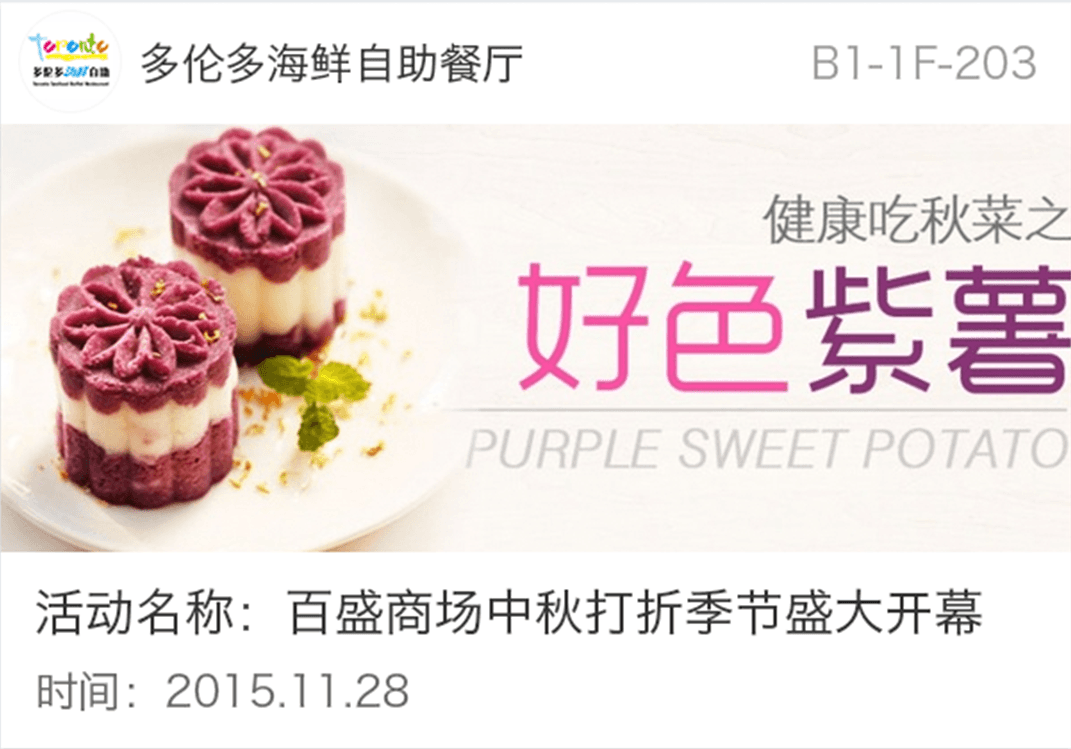 Toronto
多伦多海鲜自助
Toronto Seafood Buffet Restaurant
多伦多海鲜自助餐厅
B1-1F-203
健康吃秋菜之
好色紫薯
PURPLE SWEET POTATO
活动名称：百盛商场中秋打折季节盛大开幕
时间：2015.11.28